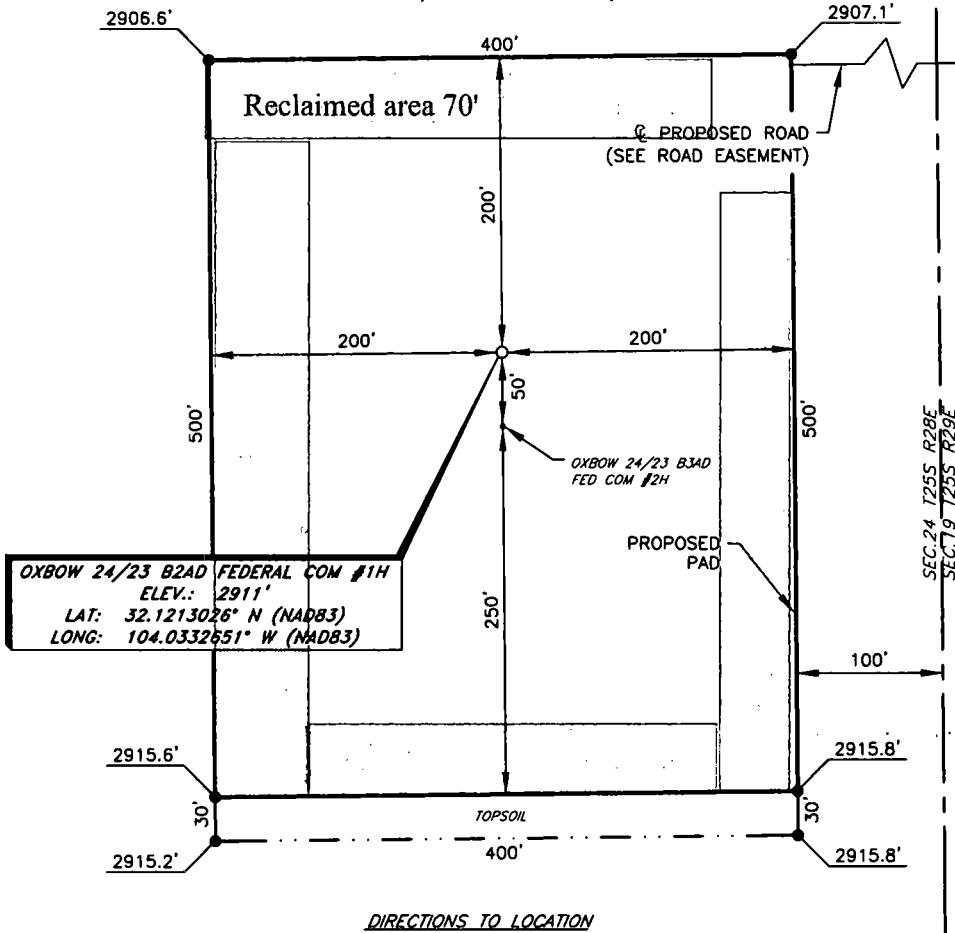 2906.6'
2907.1'
400'
Reclaimed area 70'
℄ PROPOSED ROAD
(SEE ROAD EASEMENT)
200'
200'
200'
50'
500'
500'
OXBOW 24/23 B3AD
FED COM #2H
SEC.24 T25S R28E
SEC.19 T25S R29E
PROPOSED
PAD
OXBOW 24/23 B2AD FEDERAL COM #1H
ELEV.: 2911'
LAT: 32.1213026° N (NAD83)
LONG: 104.0332651° W (NAD83)
250'
100'
2915.6'
2915.8'
30'
TOPSOIL
30'
400'
2915.2'
2915.8'
DIRECTIONS TO LOCATION